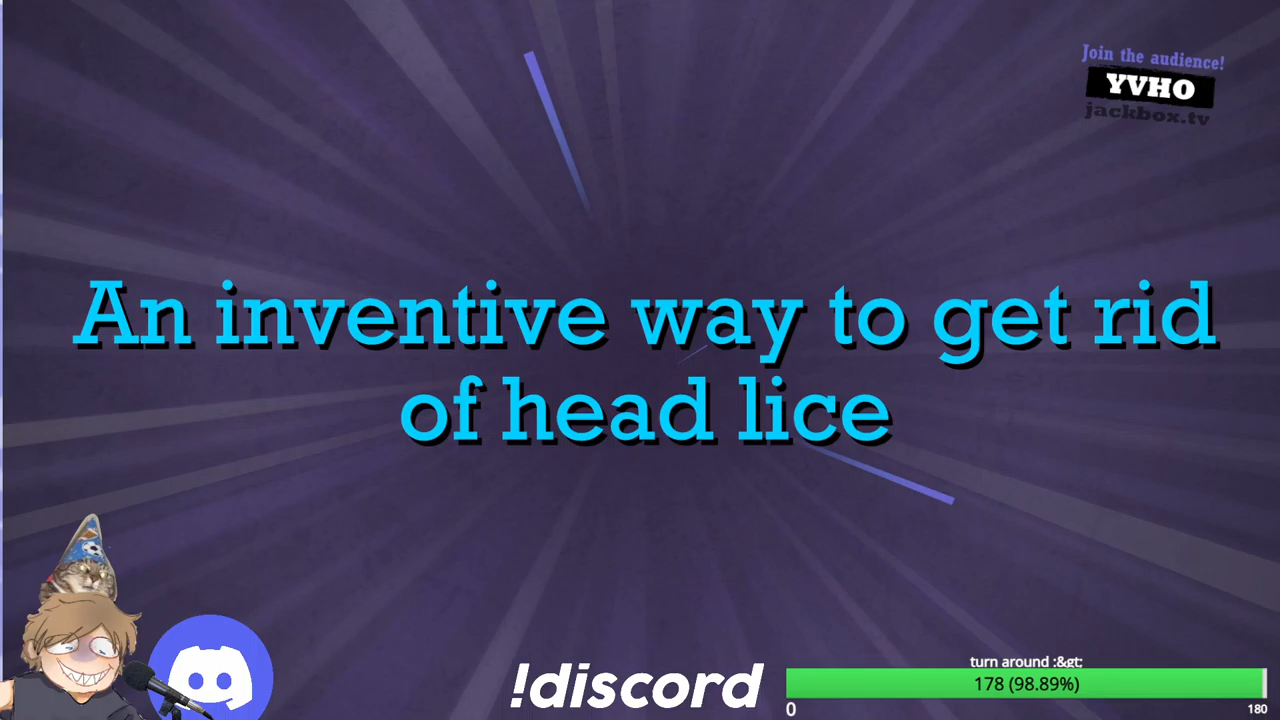 Join the audience!
YVHO
jackbox.tv
An inventive way to get rid
of head lice
!discord
turn around :&gt;
178 (98.89%)
0
180